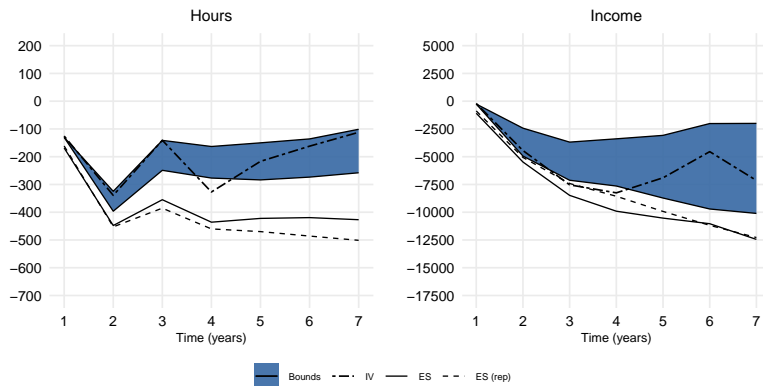 Hours
Income
200
100
0
−100
−200
−300
−400
−500
−600
−700
1 2 3 4 5 6 7
Time (years)
5000
2500
0
−2500
−5000
−7500
−10000
−12500
−15000
−17500
1 2 3 4 5 6 7
Time (years)
Bounds IV ES ES (rep)